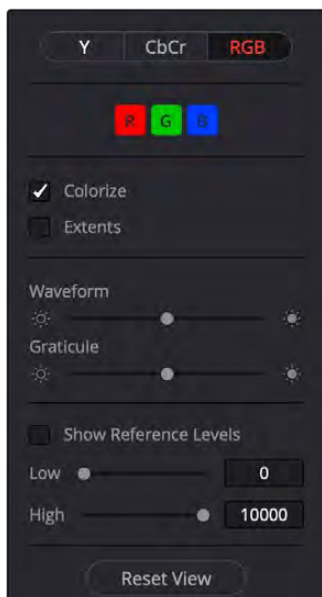 Y CbCr RGB
R G B
Colorize
Extents
Waveform
Graticule
Show Reference Levels
Low 0
High 10000
Reset View